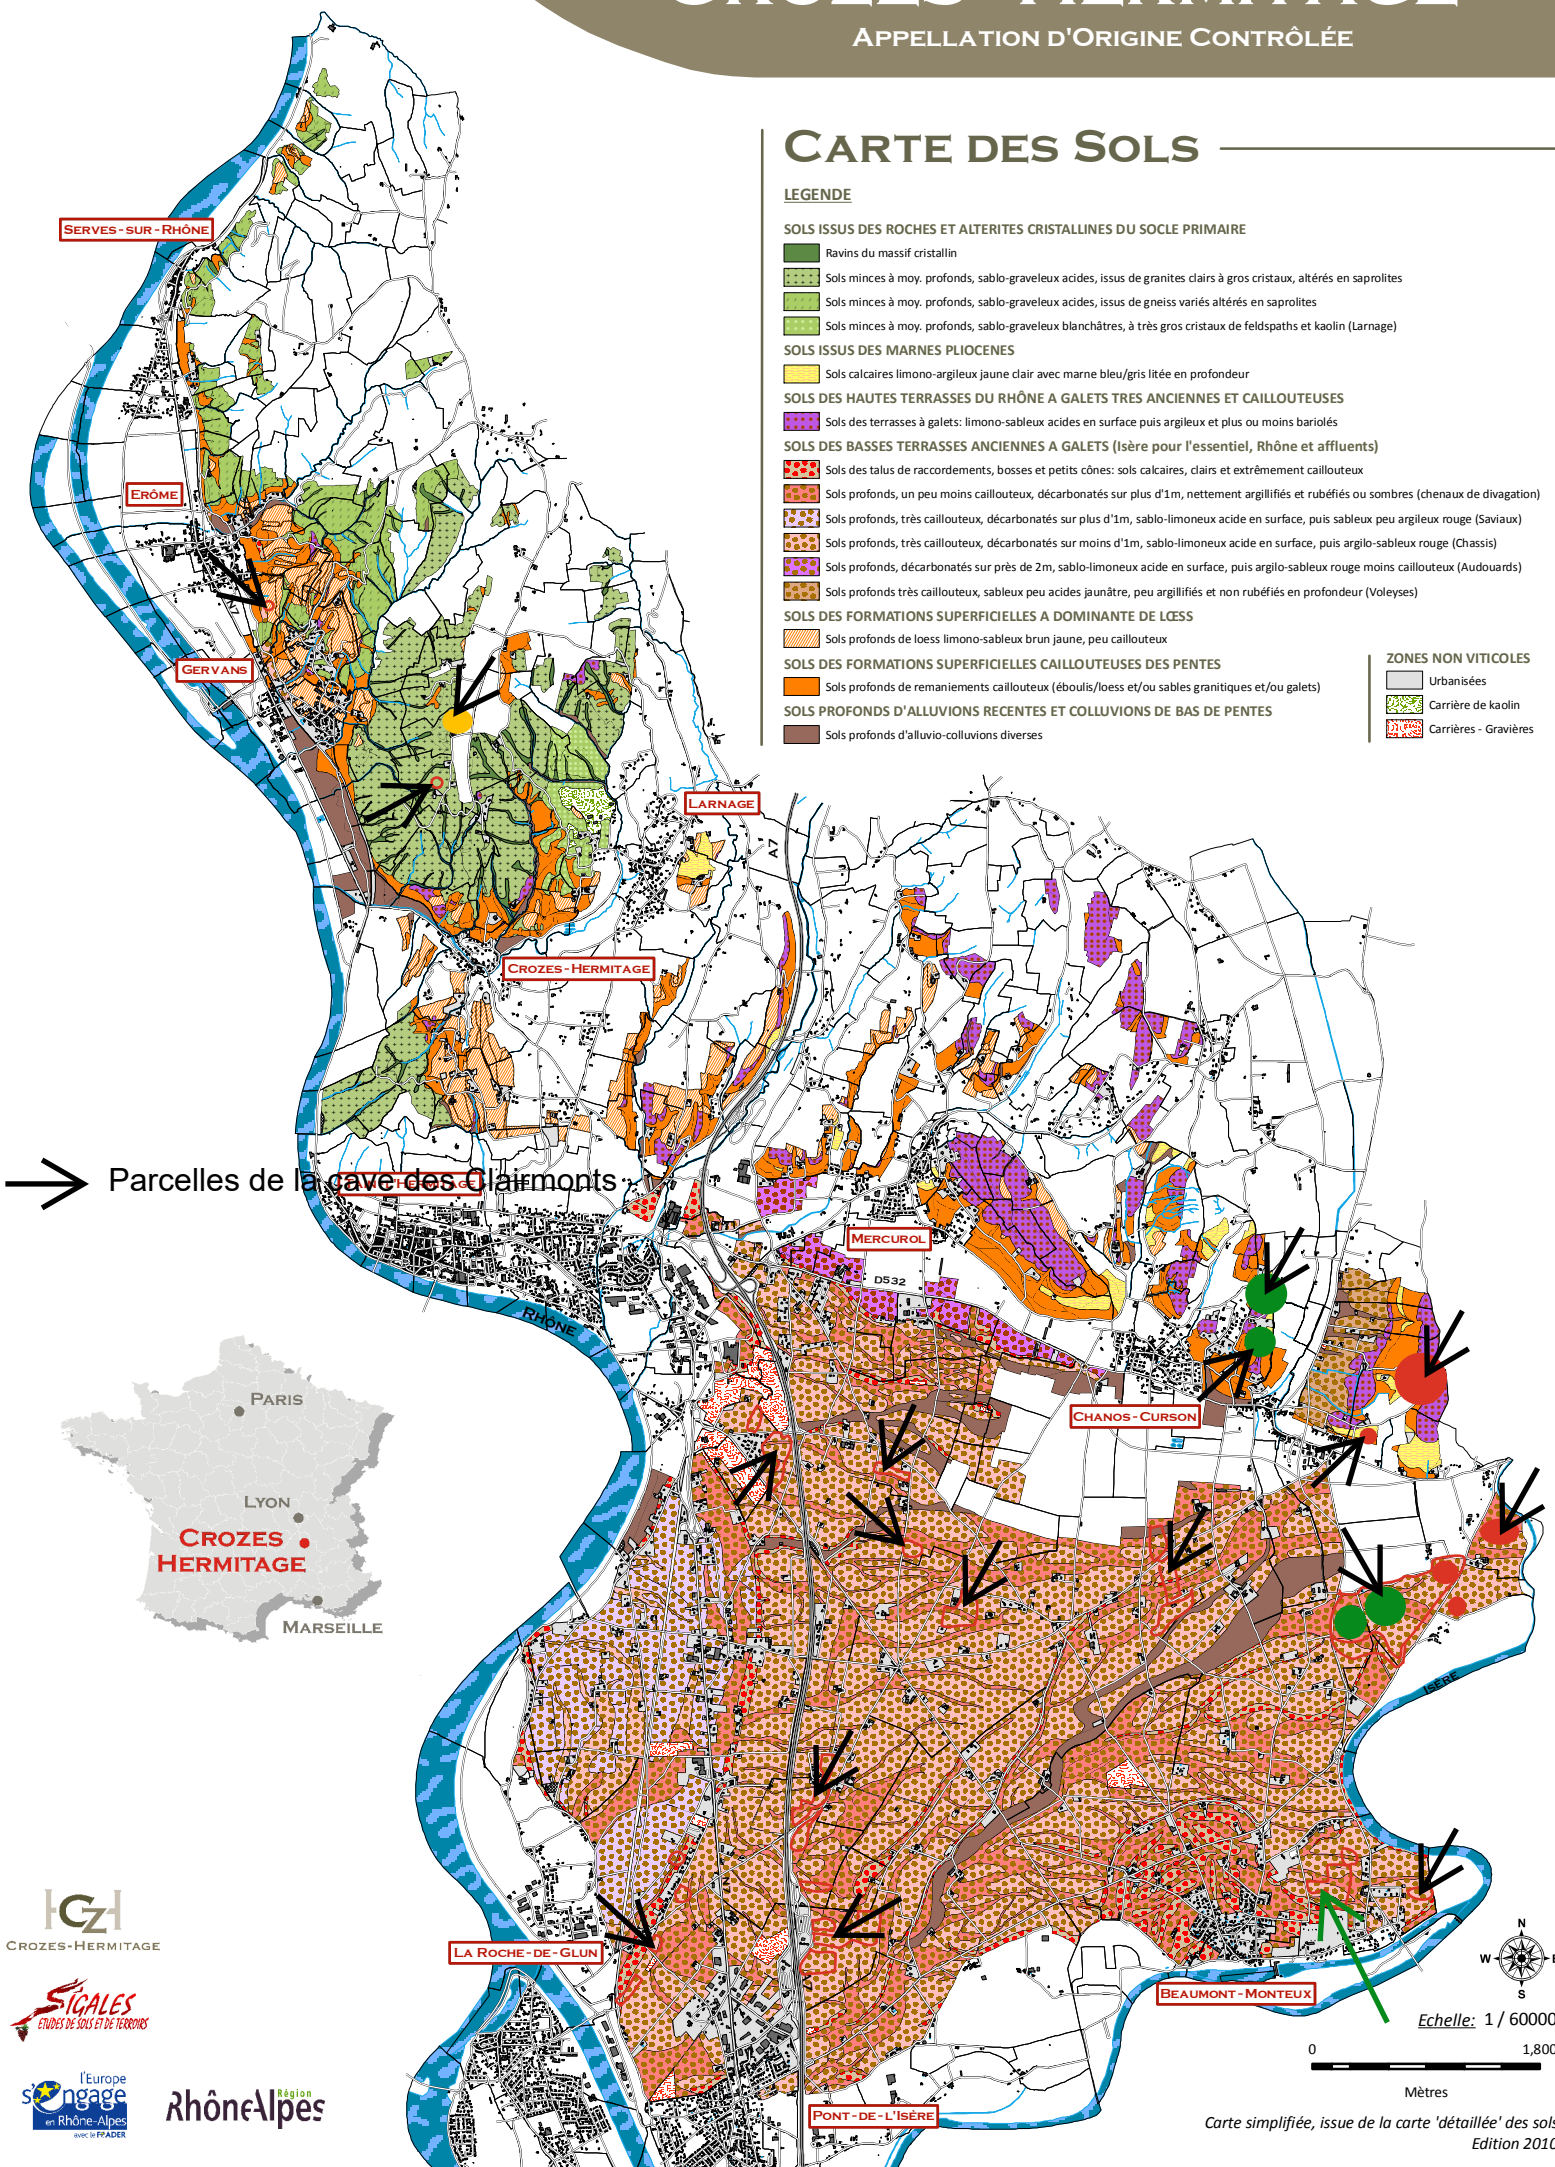 CROZES-HERMITAGE
APPELLATION D'ORIGINE CONTRÔLÉE
CARTE DES SOLS
LEGENDE
SOLS ISSUS DES ROCHES ET ALTERITES CRISTALLINES DU SOCLE PRIMAIRE
Ravins du massif cristallin
Sols minces à moy. profonds, sablo-graveleux acides, issus de granites clairs à gros cristaux, altérés en saprolites
Sols minces à moy. profonds, sablo-graveleux acides, issus de gneiss variés altérés en saprolites
Sols minces à moy. profonds, sablo-graveleux blanchâtres, à très gros cristaux de feldspaths et kaolin (Larnage)
SOLS ISSUS DES MARNES PLIOCENES
Sols calcaires limono-argileux jaune clair avec marne bleu/gris litée en profondeur
SOLS DES HAUTES TERRASSES DU RHÔNE A GALETS TRES ANCIENNES ET CAILLOUTEUSES
Sols des terrasses à galets: limono-sableux acides en surface puis argileux et plus ou moins bariolés
SOLS DES BASSES TERRASSES ANCIENNES A GALETS (Isère pour l'essentiel, Rhône et affluents)
Sols des talus de raccordements, bosses et petits cônes: sols calcaires, clairs et extrêmement caillouteux
Sols profonds, un peu moins caillouteux, décarbonatés sur plus d'1m, nettement argillifiés et rubéfiés ou sombres (chenaux de divagation)
Sols profonds, très caillouteux, décarbonatés sur plus d'1m, sablo-limoneux acide en surface, puis sableux peu argileux rouge (Saviaux)
Sols profonds, très caillouteux, décarbonatés sur moins d'1m, sablo-limoneux acide en surface, puis argilo-sableux rouge (Chassis)
Sols profonds, décarbonatés sur près de 2m, sablo-limoneux acide en surface, puis argilo-sableux rouge moins caillouteux (Audouards)
Sols profonds très caillouteux, sableux peu acides jaunâtre, peu argillifiés et non rubéfiés en profondeur (Voleyses)
SOLS DES FORMATIONS SUPERFICIELLES A DOMINANTE DE LŒSS
Sols profonds de loess limono-sableux brun jaune, peu caillouteux
SOLS DES FORMATIONS SUPERFICIELLES CAILLOUTEUSES DES PENTES
Sols profonds de remaniements caillouteux (éboulis/loess et/ou sables granitiques et/ou galets)
SOLS PROFONDS D'ALLUVIONS RECENTES ET COLLUVIONS DE BAS DE PENTES
Sols profonds d'alluvio-colluvions diverses
ZONES NON VITICOLES
Urbanisées
Carrière de kaolin
Carrières - Gravières
SERVES-SUR-RHÔNE
ERÔME
N7
GERVANS
LARNAGE
A7
CROZES-HERMITAGE
Parcelles de la cave des Clairmonts
TAIN L'HERMITAGE
MERCUROL
D532
RHÔNE
CHANOS-CURSON
ISÈRE
LA ROCHE-DE-GLUN
BEAUMONT-MONTEUX
PONT-DE-L'ISÈRE
PARIS
LYON
CROZES
HERMITAGE
MARSEILLE
HCZH
CROZES-HERMITAGE
SIGALES
ETUDES DE SOLS ET DE TERROIRS
l'Europe
s'engage
en Rhône-Alpes
avec le FEADER
RhôneAlpes
Région
N
W
E
S
Echelle: 1 / 60000
0 1,800
Mètres
Carte simplifiée, issue de la carte 'détaillée' des sols
Edition 2010